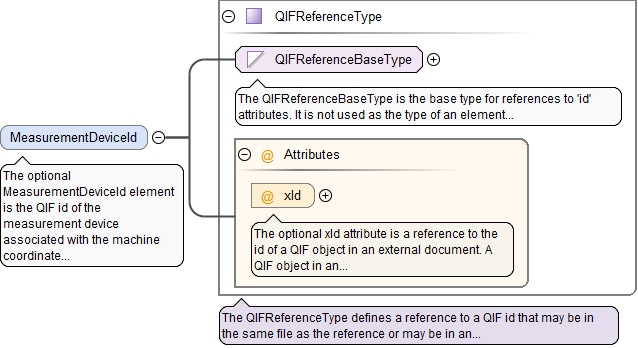 QIFReferenceType
QIFReferenceBaseType
The QIFReferenceBaseType is the base type for references to 'id'
attributes. It is not used as the type of an element...
MeasurementDeviceId
The optional
MeasurementDeviceId element
is the QIF id of the
measurement device
associated with the machine
coordinate...
@ Attributes
@ xId
The optional xId attribute is a reference to the
id of a QIF object in an external document. A
QIF object in an...
The QIFReferenceType defines a reference to a QIF id that may be in
the same file as the reference or may be in an...